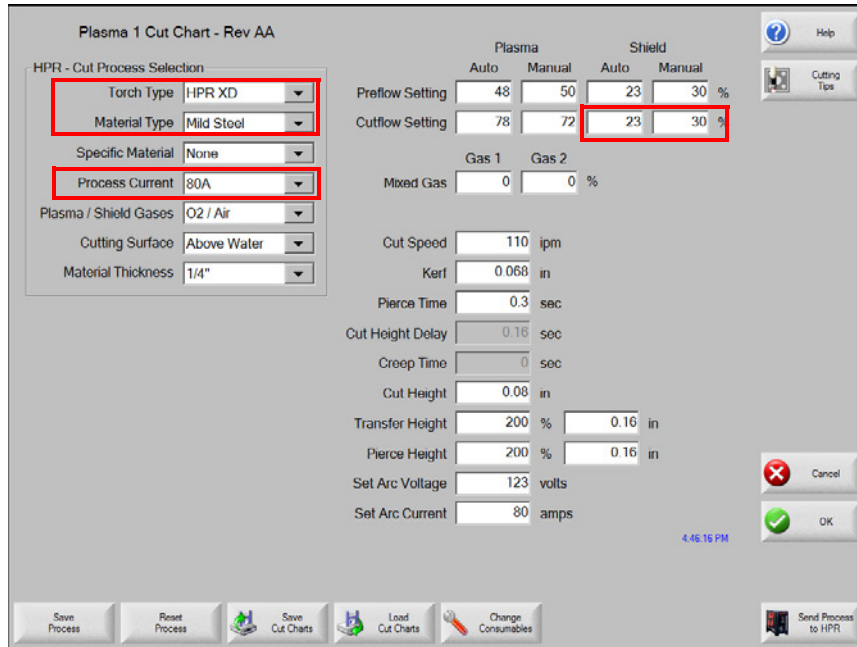 Plasma 1 Cut Chart - Rev AA
HPR - Cut Process Selection
Torch Type HPR XD
Material Type Mild Steel
Specific Material None
Process Current 80A
Plasma / Shield Gases O2 / Air
Cutting Surface Above Water
Material Thickness 1/4"
Plasma Shield
Auto Manual Auto Manual
Preflow Setting 48 50 23 30 %
Cutflow Setting 78 72 23 30 %
Gas 1 Gas 2
Mixed Gas 0 0 %
Cut Speed 110 ipm
Kerf 0.068 in
Pierce Time 0.3 sec
Cut Height Delay 0.16 sec
Creep Time 0 sec
Cut Height 0.08 in
Transfer Height 200 % 0.16 in
Pierce Height 200 % 0.16 in
Set Arc Voltage 123 volts
Set Arc Current 80 amps
4:46:16 PM
Help
Cutting
Tips
Cancel
OK
Save
Process
Reset
Process
Save
Cut Charts
Load
Cut Charts
Change
Consumables
Send Process
to HPR